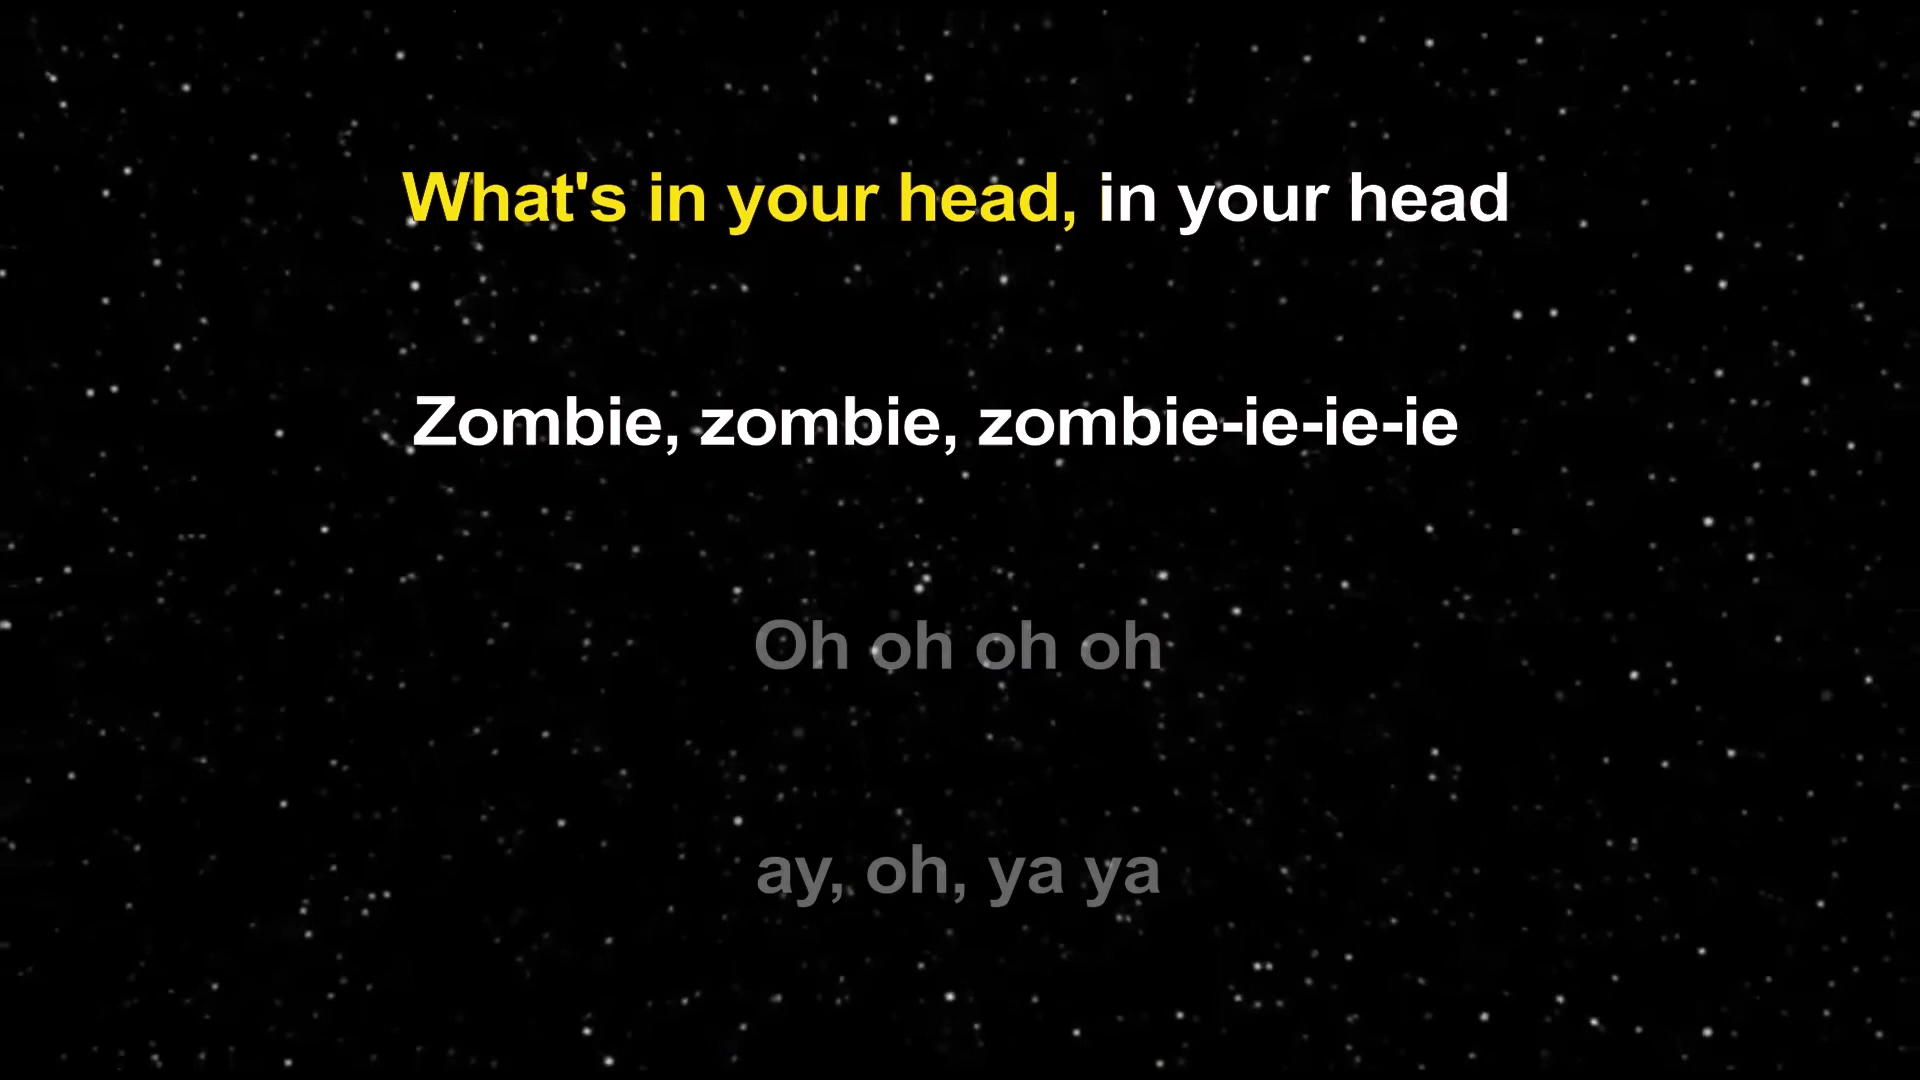 What's in your head, in your head
Zombie, zombie, zombie-ie-ie-ie
Oh oh oh oh
ay, oh, ya ya